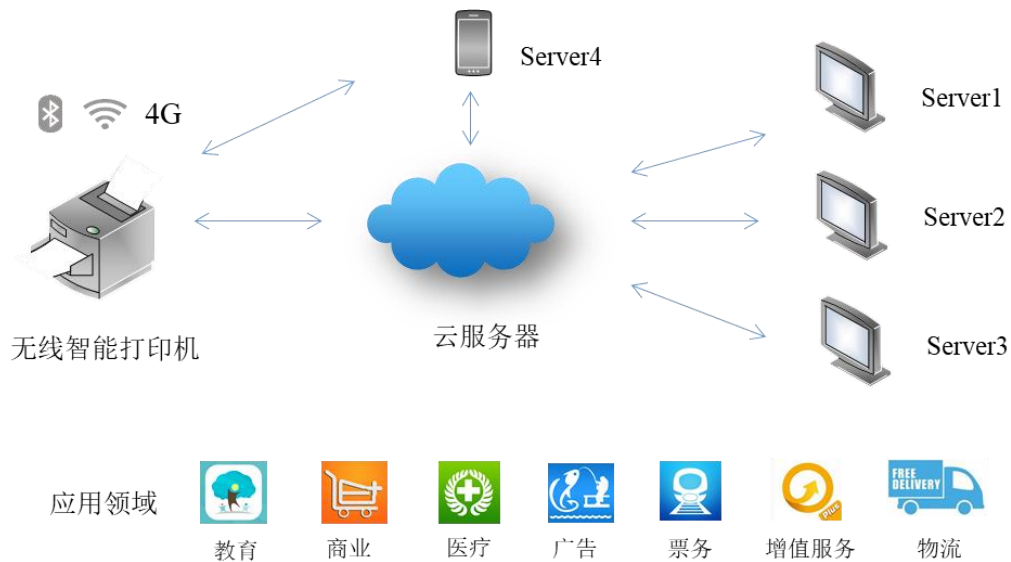 Server4
4G
Server1
Server2
Server3
无线智能打印机
云服务器
应用领域
FREE
DELIVERY
Plus
教育
商业
医疗
广告
票务
增值服务
物流